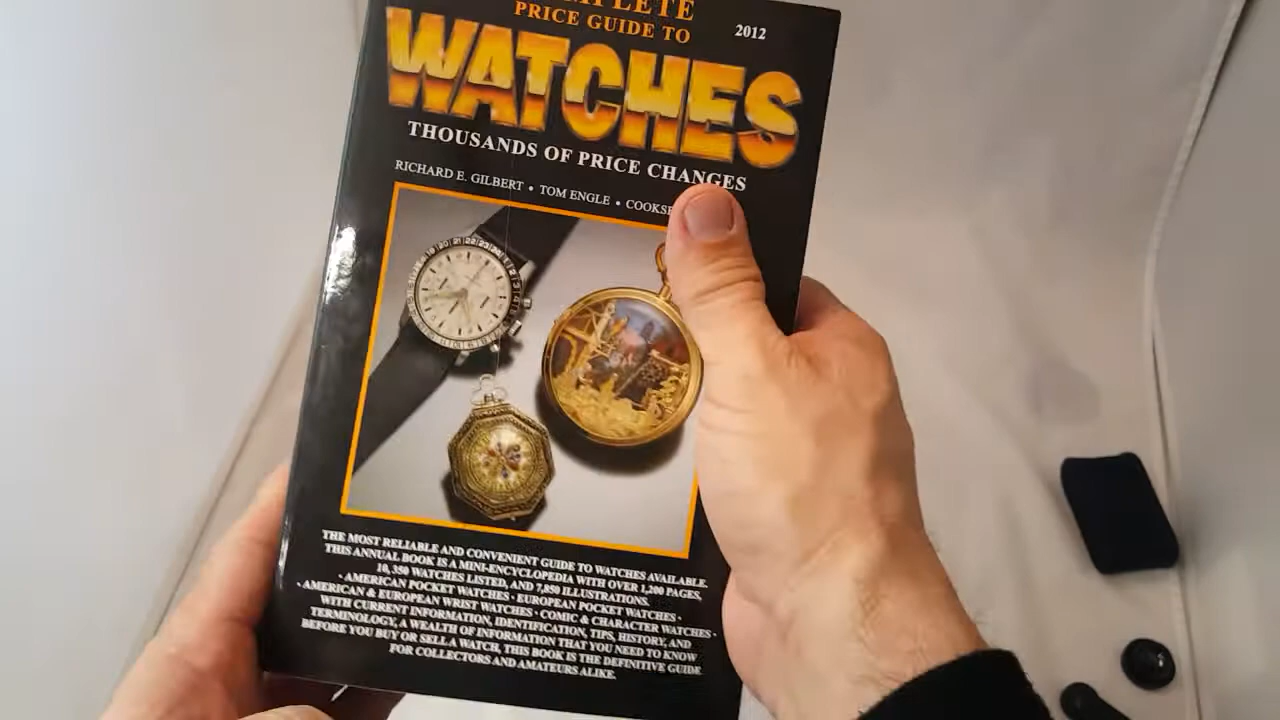 PRICE GUIDE TO
2012
WATCHES
THOUSANDS OF PRICE CHANGES
RICHARD E. GILBERT • TOM ENGLE •
THE MOST RELIABLE AND CONVENIENT GUIDE TO WATCHES AVAILABLE.
THIS ANNUAL BOOK IS A MINI-ENCYCLOPEDIA WITH OVER 1,200 PAGES,
10, 350 WATCHES LISTED, AND 7,850 ILLUSTRATIONS.
• AMERICAN POCKET WATCHES • EUROPEAN POCKET WATCHES •
• AMERICAN & EUROPEAN WRIST WATCHES • COMIC & CHARACTER WATCHES •
WITH CURRENT INFORMATION, IDENTIFICATION, TIPS, HISTORY, AND
TERMINOLOGY, A WEALTH OF INFORMATION THAT YOU NEED TO KNOW
BEFORE YOU BUY OR SELL A WATCH, THIS BOOK IS THE DEFINITIVE GUIDE
FOR COLLECTORS AND AMATEURS ALIKE.